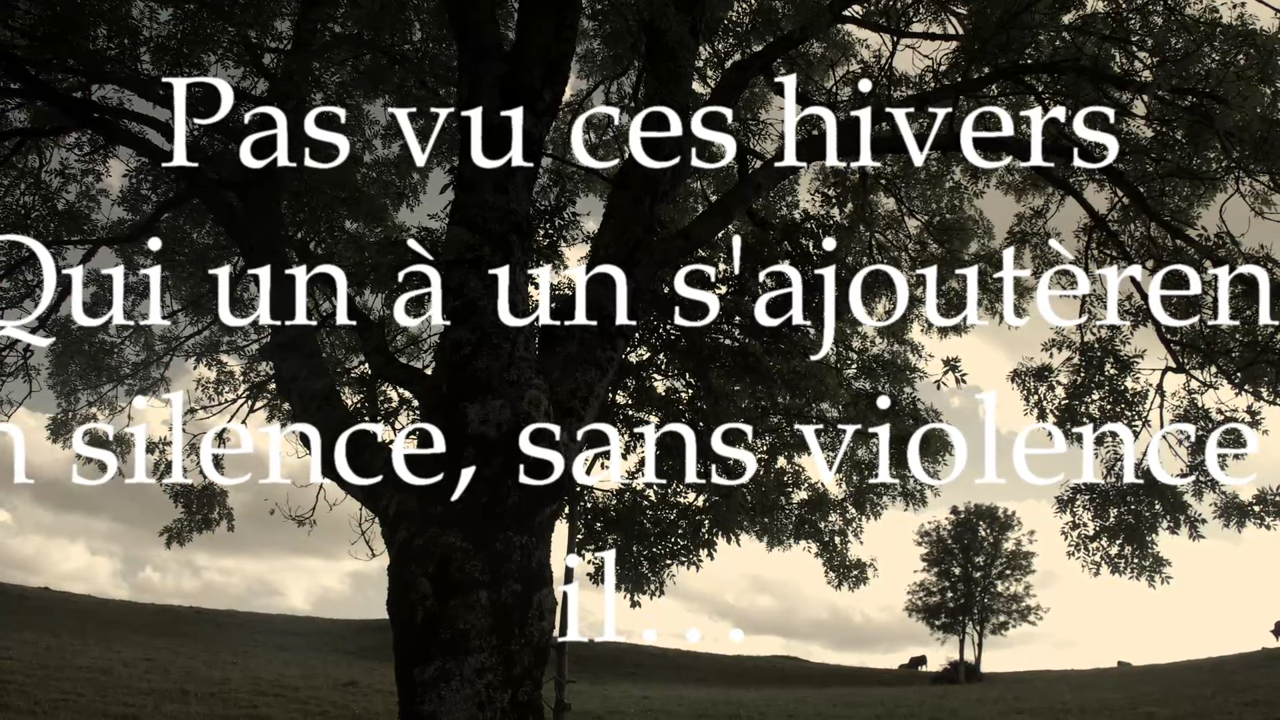 Pas vu ces hivers
Qui un à un s'ajoutèren
n silence, sans violence
il...